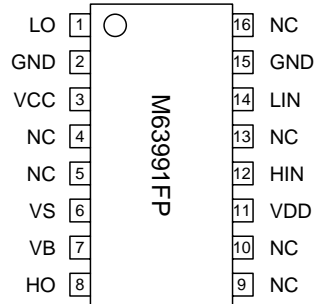 LO 1 16 NC
GND 2 15 GND
VCC 3 14 LIN
NC 4 13 NC
NC 5 12 HIN
VS 6 11 VDD
VB 7 10 NC
HO 8 9 NC
M63991FP